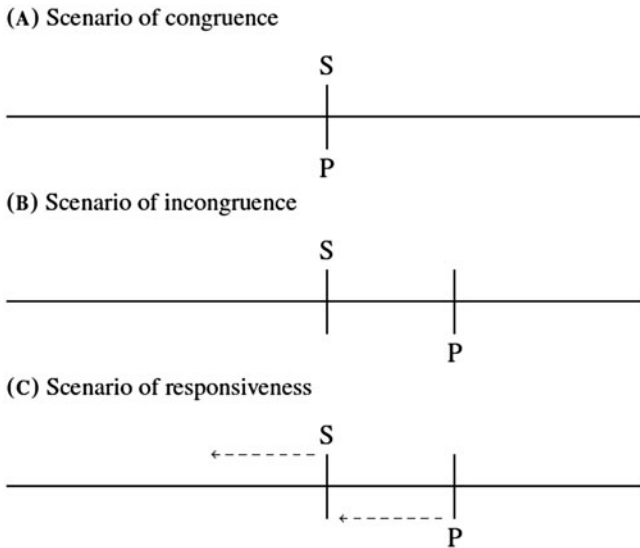 (A) Scenario of congruence
S
P
(B) Scenario of incongruence
S
P
(C) Scenario of responsiveness
S
P